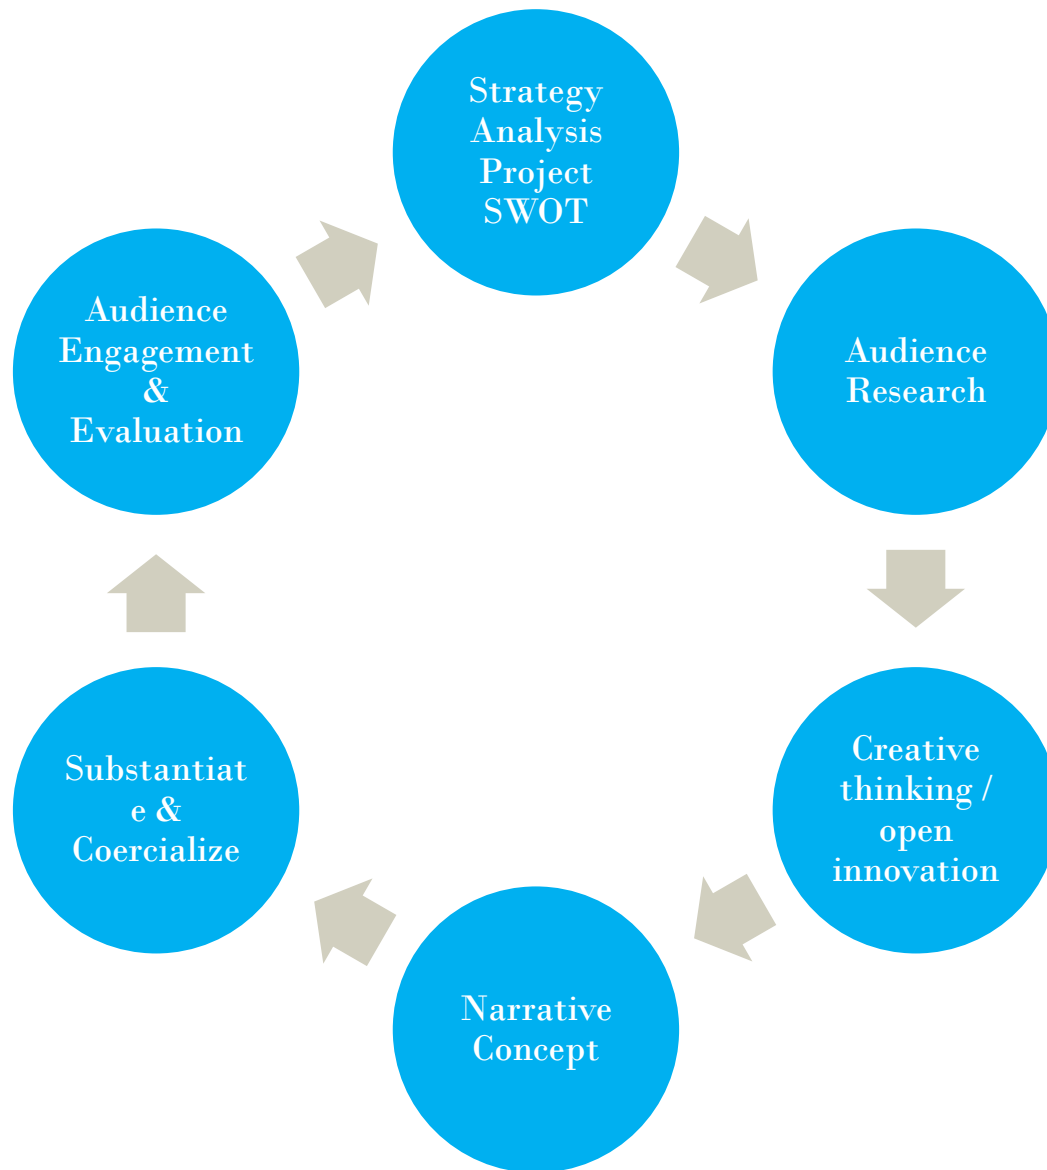 Strategy
Analysis
Project
SWOT
Audience
Research
Creative
thinking /
open
innovation
Narrative
Concept
Substantiat
e &
Coercialize
Audience
Engagement
&
Evaluation